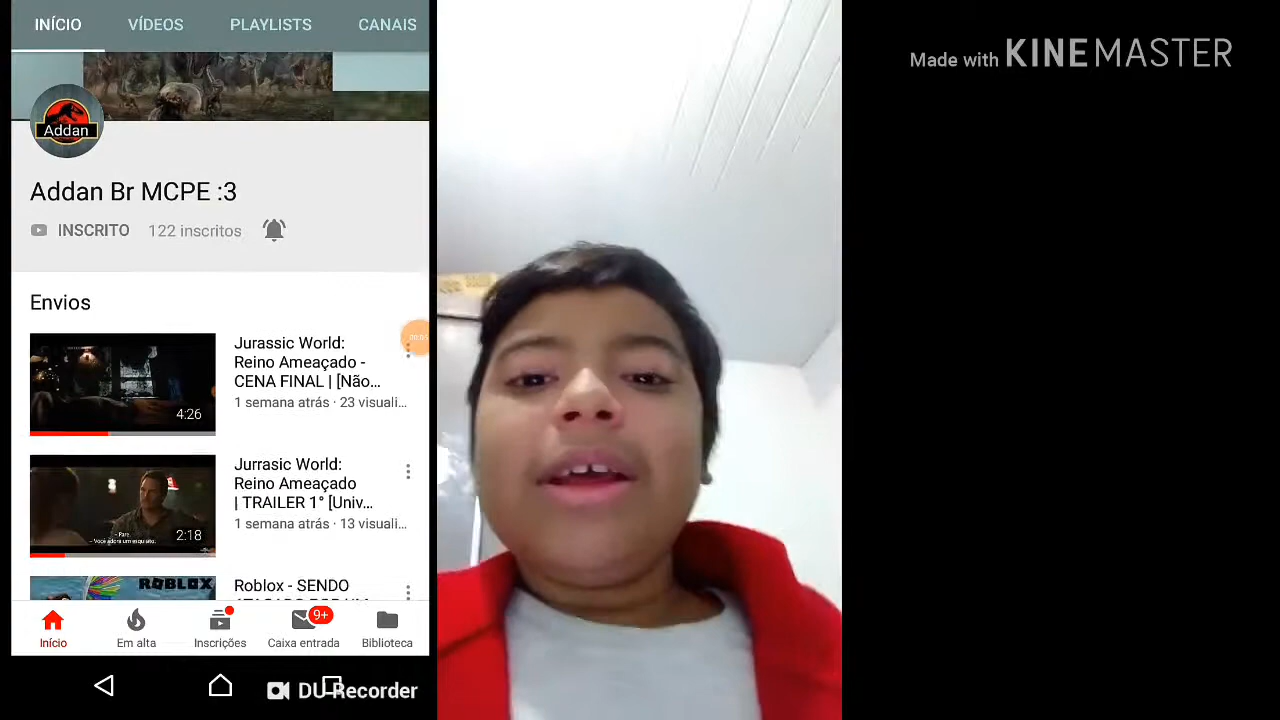 INÍCIO VÍDEOS PLAYLISTS CANAIS
Made with KINEMASTER
Addan
Addan Br MCPE :3
INSCRITO 122 inscritos
Envios
Jurassic World:
Reino Ameaçado -
CENA FINAL | [Não...
1 semana atrás · 23 visuali...
4:26
Jurrasic World:
Reino Ameaçado
| TRAILER 1° [Univ...
1 semana atrás · 13 visuali...
- Pare.
2:18
ROBLOX
Roblox - SENDO
9+
Início Em alta Inscrições Caixa entrada Biblioteca
DU Recorder